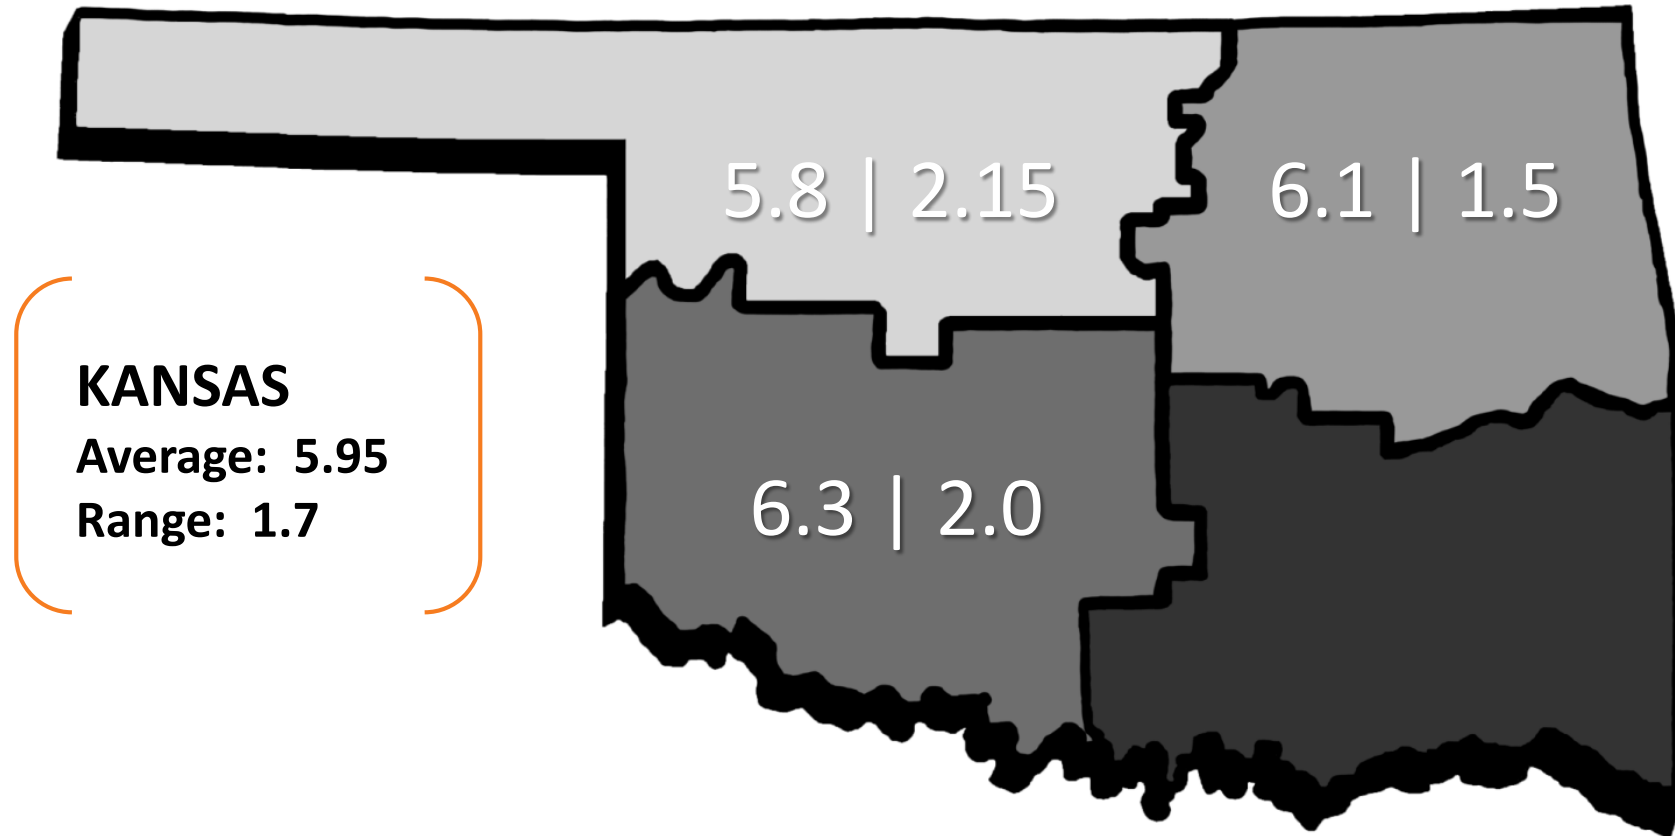 5.8 | 2.15
6.1 | 1.5
KANSAS
Average:  5.95
Range:  1.7
6.3 | 2.0